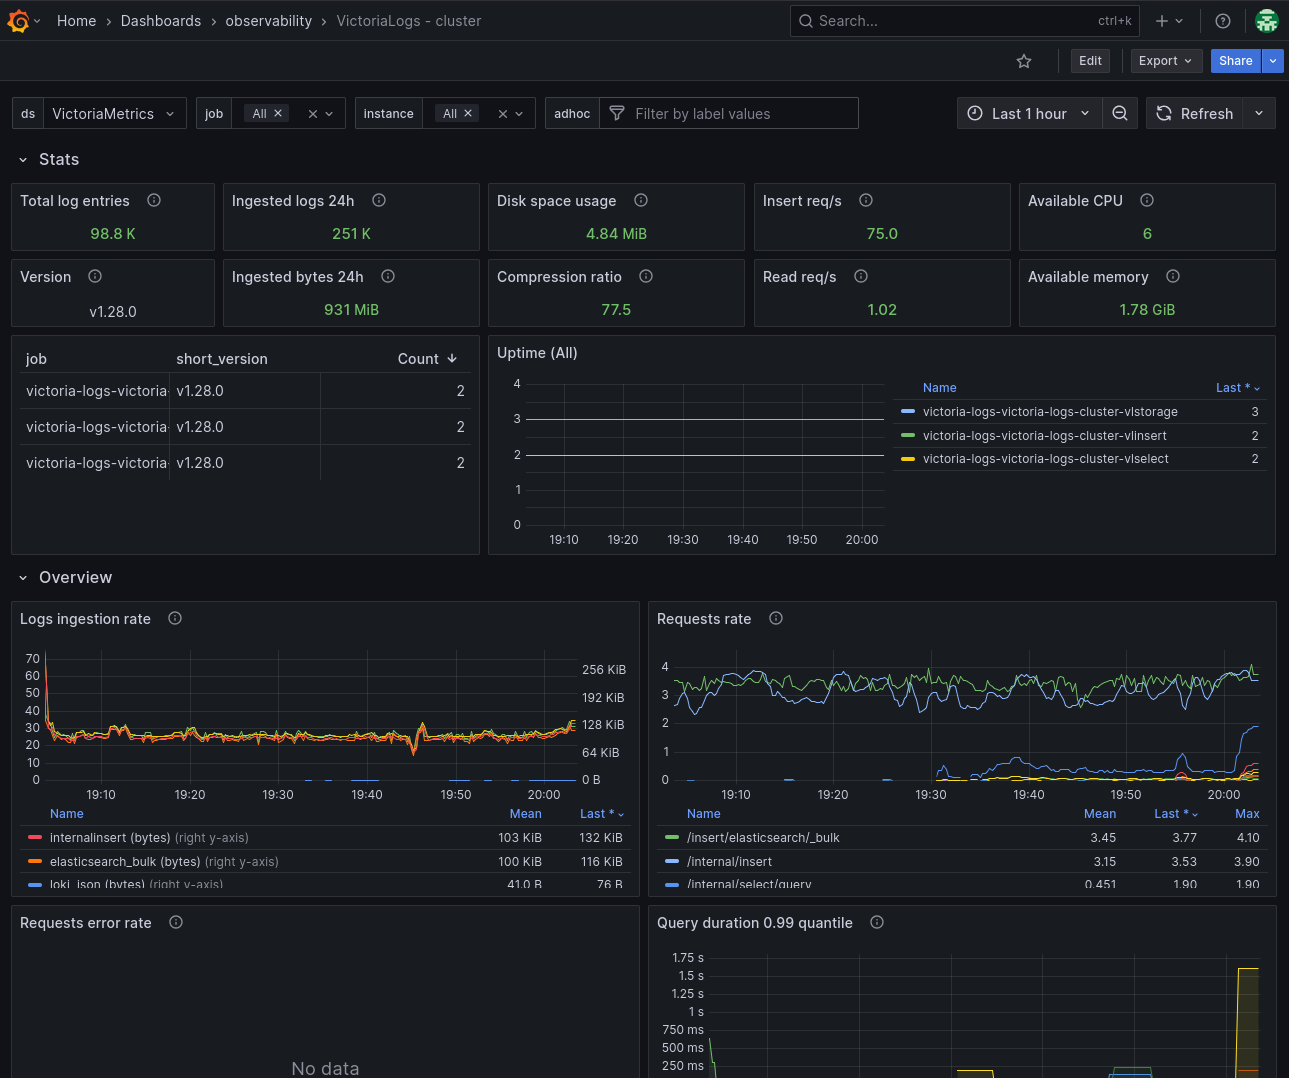 Home › Dashboards › observability › VictoriaLogs - cluster
Search... ctrl+k
Edit Export Share
ds VictoriaMetrics job All instance All adhoc Filter by label values Last 1 hour Refresh
Stats
Total log entries
98.8 K
Ingested logs 24h
251 K
Disk space usage
4.84 MiB
Insert req/s
75.0
Available CPU
6
Version
v1.28.0
Ingested bytes 24h
931 MiB
Compression ratio
77.5
Read req/s
1.02
Available memory
1.78 GiB
job short_version Count
victoria-logs-victoria- v1.28.0 2
victoria-logs-victoria- v1.28.0 2
victoria-logs-victoria- v1.28.0 2
Uptime (All)
4
3
2
1
0
19:10 19:20 19:30 19:40 19:50 20:00
Name Last *
victoria-logs-victoria-logs-cluster-vlstorage 3
victoria-logs-victoria-logs-cluster-vlinsert 2
victoria-logs-victoria-logs-cluster-vlselect 2
Overview
Logs ingestion rate
70
60
50
40
30
20
10
0
256 KiB
192 KiB
128 KiB
64 KiB
0 B
19:10 19:20 19:30 19:40 19:50 20:00
Name Mean Last *
internalinsert (bytes) (right y-axis) 103 KiB 132 KiB
elasticsearch_bulk (bytes) (right y-axis) 100 KiB 116 KiB
loki_json (bytes) (right y-axis) 41.0 B 76 B
Requests rate
4
3
2
1
0
19:10 19:20 19:30 19:40 19:50 20:00
Name Mean Last * Max
/insert/elasticsearch/_bulk 3.45 3.77 4.10
/internal/insert 3.15 3.53 3.90
/internal/select/query 0.451 1.90 1.90
Requests error rate
No data
Query duration 0.99 quantile
1.75 s
1.5 s
1.25 s
1 s
750 ms
500 ms
250 ms